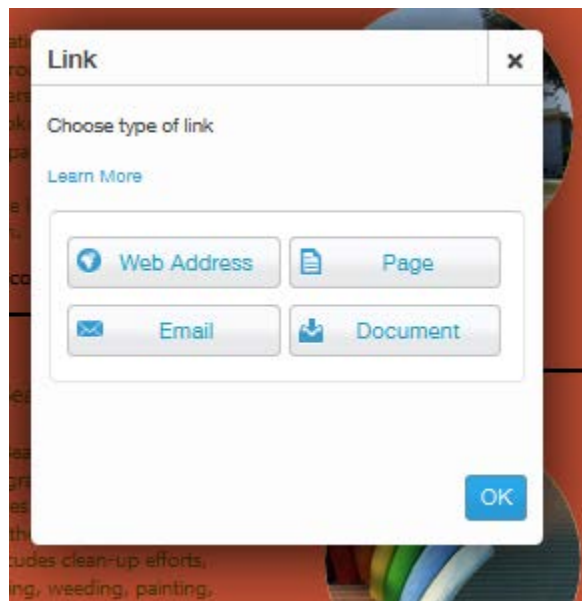 Link
Choose type of link
Learn More
Web Address
Page
Email
Document
OK
udes clean-up efforts,
ing, weeding, painting,